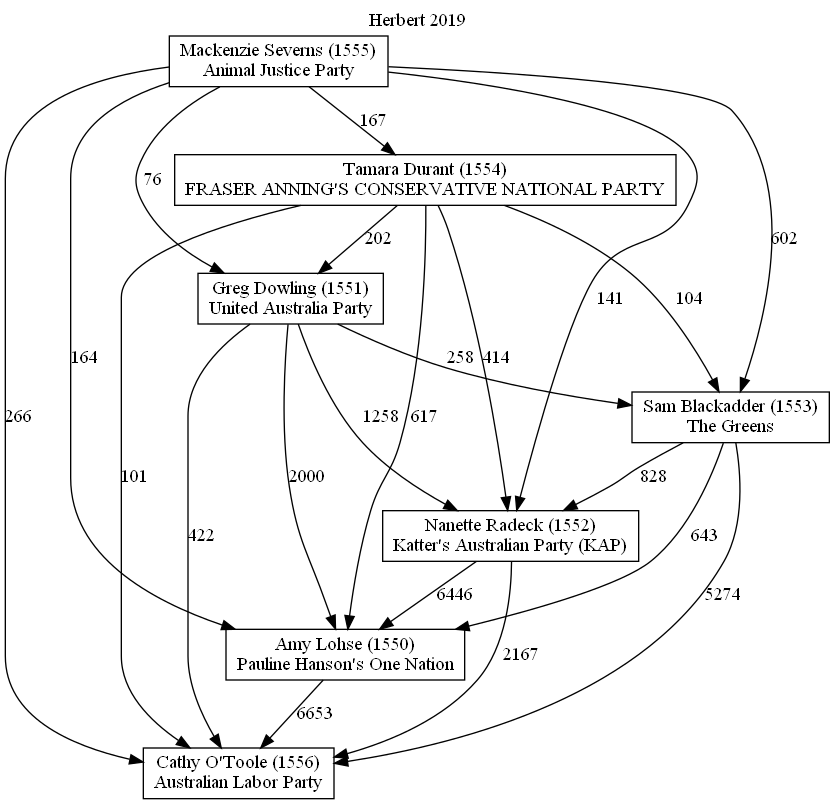 Herbert 2019
Mackenzie Severns (1555)
Animal Justice Party
167
Tamara Durant (1554)
FRASER ANNING'S CONSERVATIVE NATIONAL PARTY
76
202
602
Greg Dowling (1551)
United Australia Party
141
104
164
258
414
266
1258
617
Sam Blackadder (1553)
The Greens
101
2000
828
Nanette Radeck (1552)
Katter's Australian Party (KAP)
422
643
6446
5274
Amy Lohse (1550)
Pauline Hanson's One Nation
2167
6653
Cathy O'Toole (1556)
Australian Labor Party